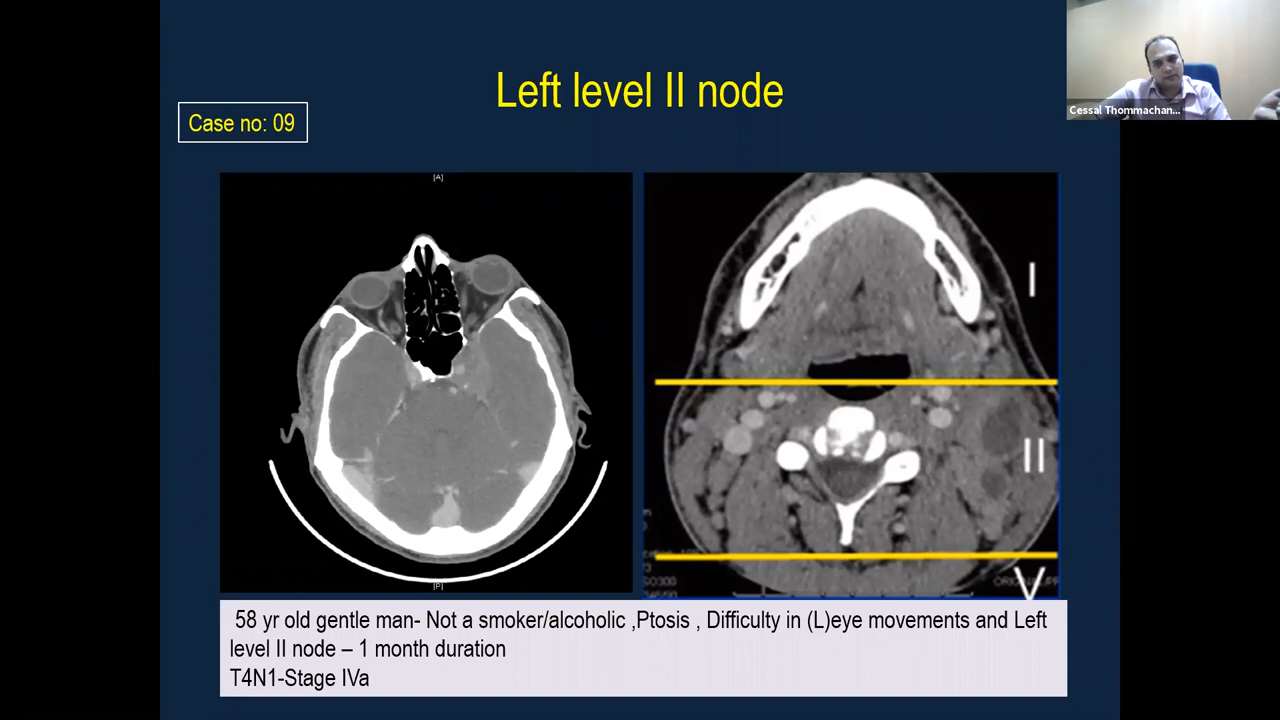 Cessal Thommachan...
Left level II node
Case no: 09
[A]
I
II
V
[P]
58 yr old gentle man- Not a smoker/alcoholic ,Ptosis , Difficulty in (L)eye movements and Left
level II node – 1 month duration
T4N1-Stage IVa